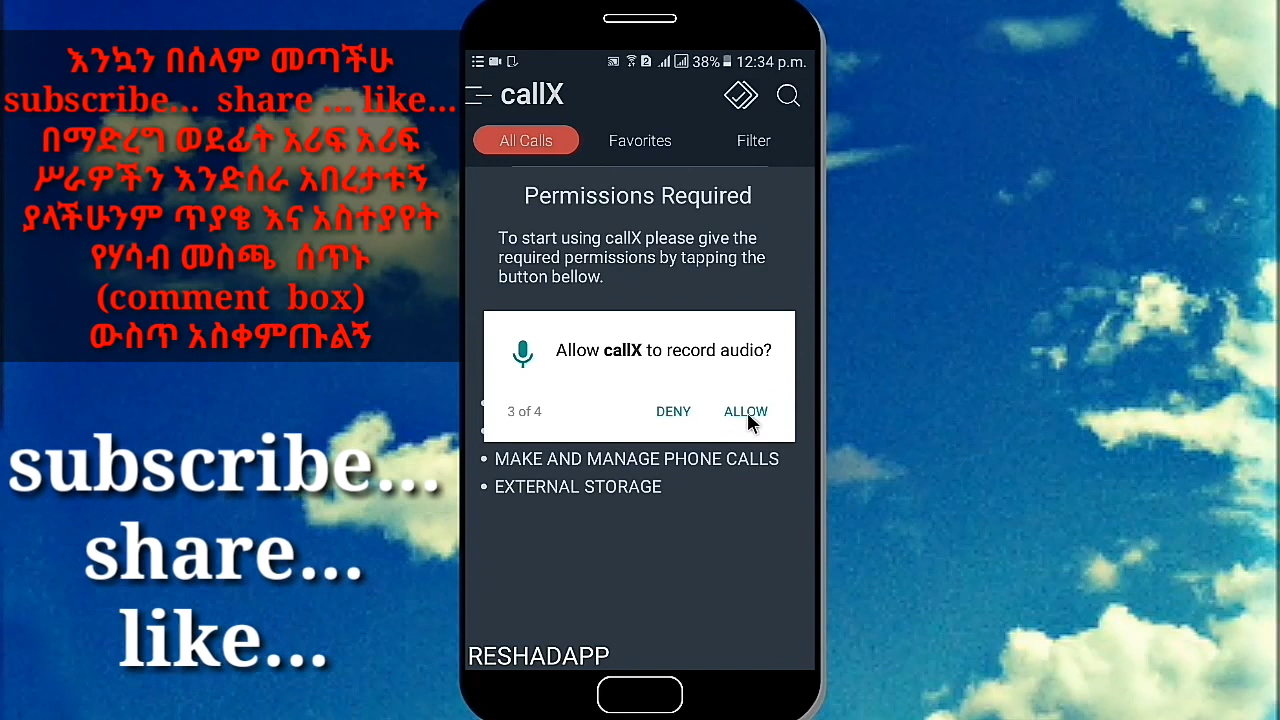 እንኳን በሰላም መጣችሁ
subscribe... share ... like...
በማድረግ ወደፊት አሪፍ አሪፍ
ሥራዎችን እንድሰራ አበረታቱኝ
ያላችሁንም ጥያቄ እና አስተያየት
የሃሳብ መስጫ ሰጥኑ
(comment box)
ውስጥ አስቀምጡልኝ
subscribe...
share...
like...
38% 12:34 p.m.
callX
All Calls Favorites Filter
Permissions Required
To start using callX please give the
required permissions by tapping the
button bellow.
Allow callX to record audio?
3 of 4 DENY ALLOW
• MAKE AND MANAGE PHONE CALLS
• EXTERNAL STORAGE
RESHADAPP